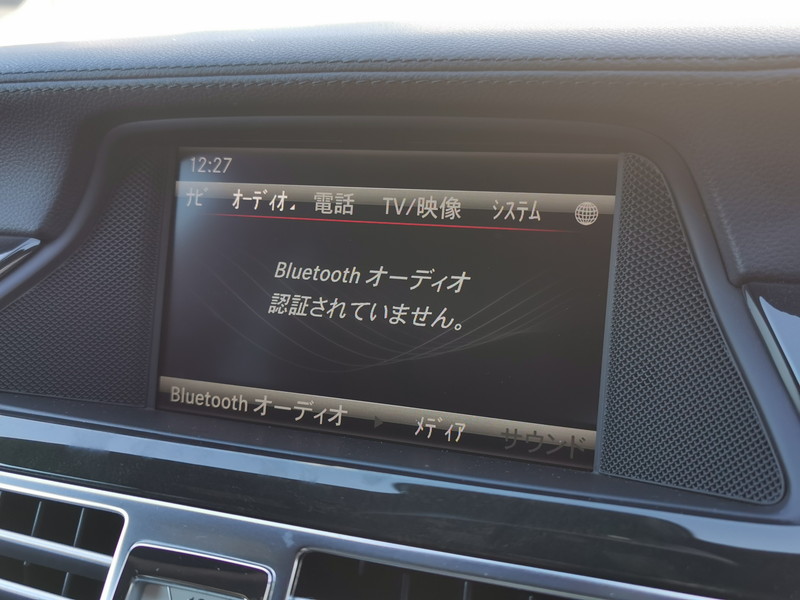 12:27
ナビ オーディオ 電話 TV/映像 システム
Bluetooth オーディオ
認証されていません。
Bluetooth オーディオ メディア サウンド